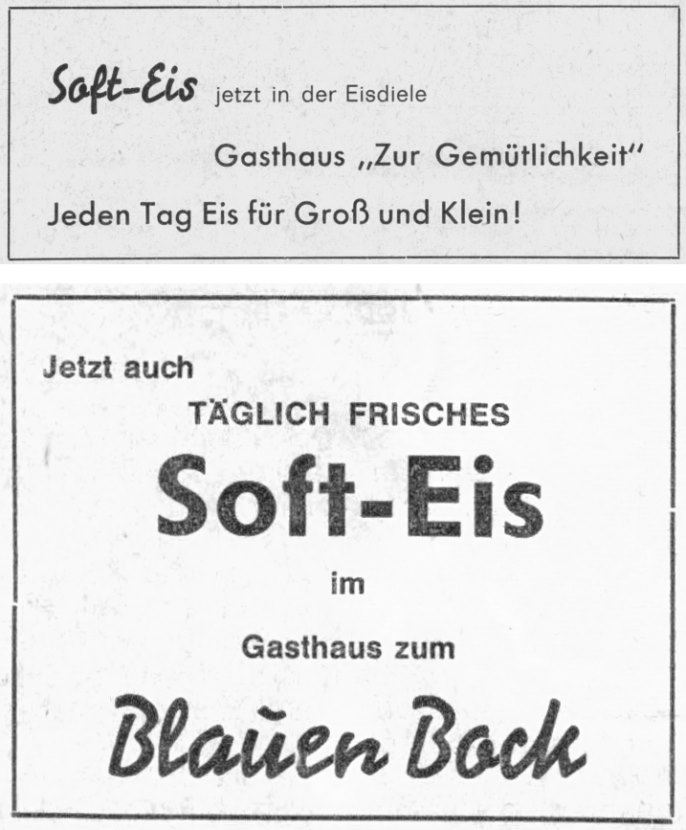 Soft-Eis jetzt in der Eisdiele
Gasthaus „Zur Gemütlichkeit“
Jeden Tag Eis für Groß und Klein!
Jetzt auch
TÄGLICH FRISCHES
Soft-Eis
im
Gasthaus zum
Blauen Bock